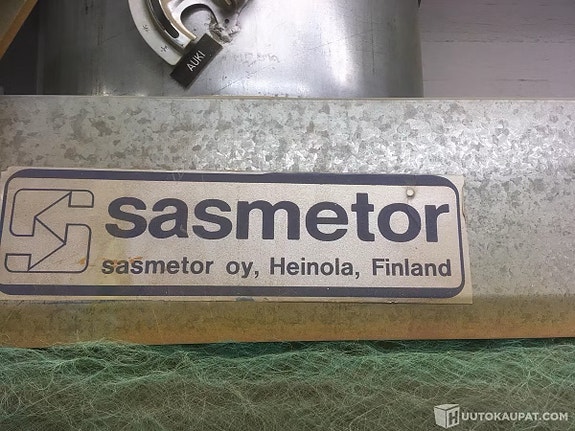 AUKI
sasmetor
sasmetor oy, Heinola, Finland
HUUTOKAUPAT.COM